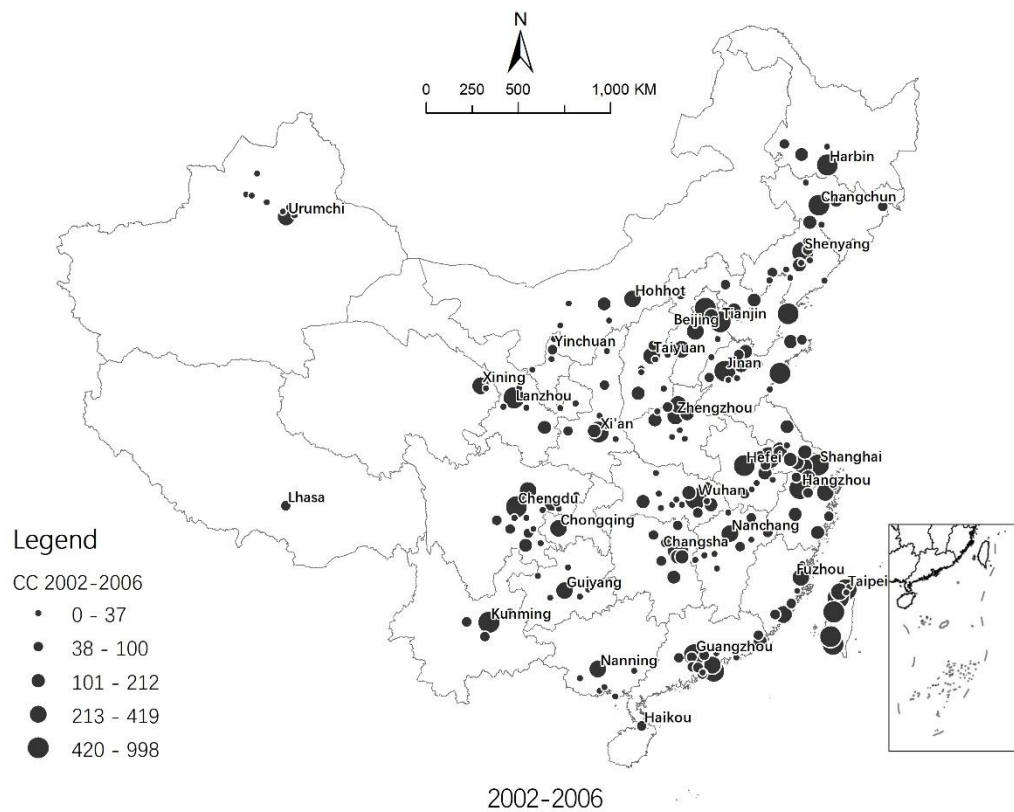 N
0 250 500 1,000 KM
Harbin
Changchun
Urumchi
Shenyang
Hohhot
Tianjin
Beijing
Yinchuan
Taiyuan
Jinan
Xining
Lanzhou
Zhengzhou
Xi'an
Hefei
Shanghai
Hangzhou
Wuhan
Lhasa
Chengdu
Chongqing
Nanchang
Changsha
Legend
CC 2002-2006
0 - 37
38 - 100
101 - 212
213 - 419
420 - 998
Fuzhou
Taipei
Guiyang
Kunming
Guangzhou
Nanning
Haikou
2002-2006